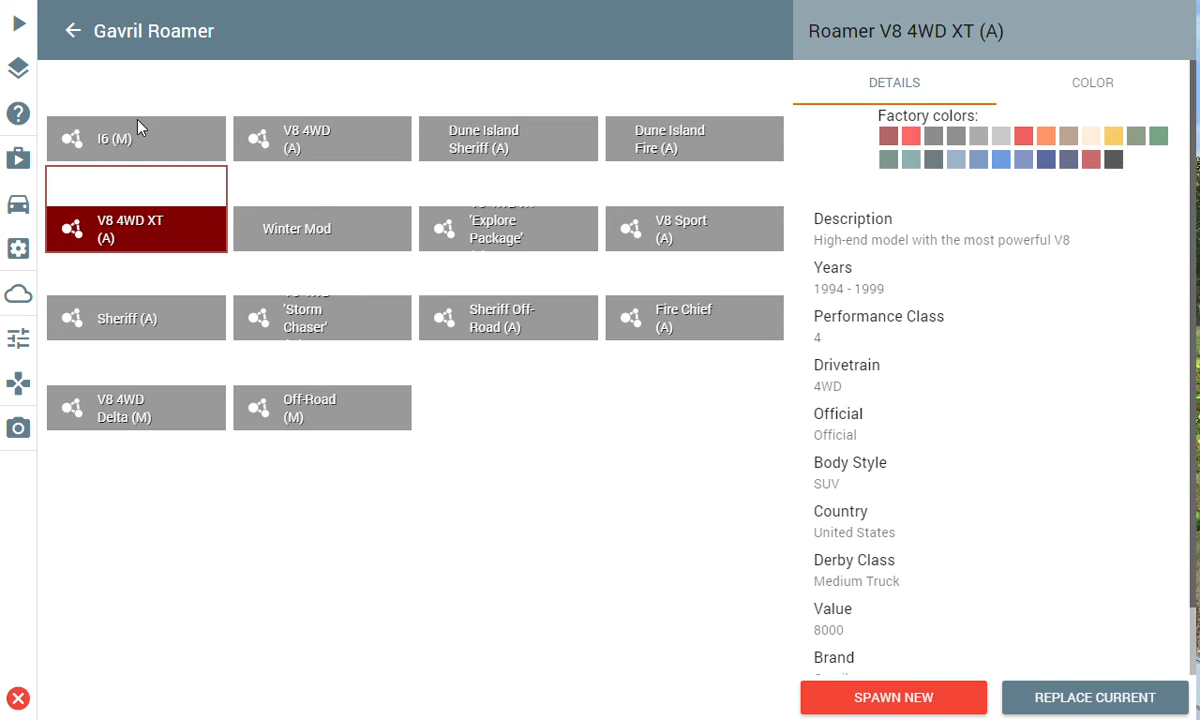 Gavril Roamer
Roamer V8 4WD XT (A)
DETAILS
COLOR
I6 (M)
V8 4WD
(A)
Dune Island
Sheriff (A)
Dune Island
Fire (A)
V8 4WD XT
(A)
Winter Mod
'Explore
Package'
V8 Sport
(A)
Sheriff (A)
'Storm
Chaser'
Sheriff Off-
Road (A)
Fire Chief
(A)
V8 4WD
Delta (M)
Off-Road
(M)
Factory colors:
Description
High-end model with the most powerful V8
Years
1994 - 1999
Performance Class
4
Drivetrain
4WD
Official
Official
Body Style
SUV
Country
United States
Derby Class
Medium Truck
Value
8000
Brand
SPAWN NEW
REPLACE CURRENT